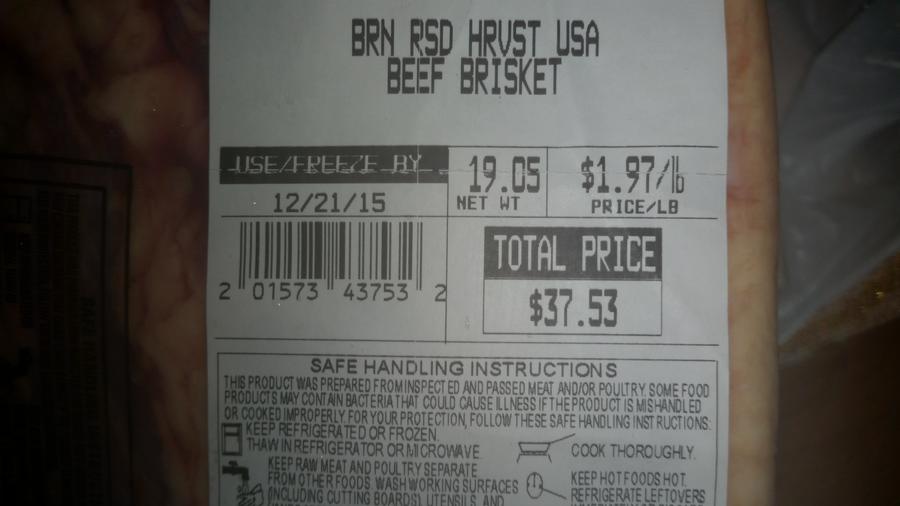 BRN RSD HRVST USA
BEEF BRISKET
USE/FREEZE BY
12/21/15
19.05
NET WT
$1.97/lb
PRICE/LB
2 01573 43753 2
TOTAL PRICE
$37.53
SAFE HANDLING INSTRUCTIONS
THIS PRODUCT WAS PREPARED FROM INSPECTED AND PASSED MEAT AND/OR POULTRY. SOME FOOD
PRODUCTS MAY CONTAIN BACTERIA THAT COULD CAUSE ILLNESS IF THE PRODUCT IS MISHANDLED
OR COOKED IMPROPERLY. FOR YOUR PROTECTION, FOLLOW THESE SAFE HANDLING INSTRUCTIONS:
KEEP REFRIGERATED OR FROZEN.
THAW IN REFRIGERATOR OR MICROWAVE.
COOK THOROUGHLY.
KEEP RAW MEAT AND POULTRY SEPARATE
FROM OTHER FOODS. WASH WORKING SURFACES
(INCLUDING CUTTING BOARDS), UTENSILS, AND
KEEP HOT FOODS HOT.
REFRIGERATE LEFTOVERS